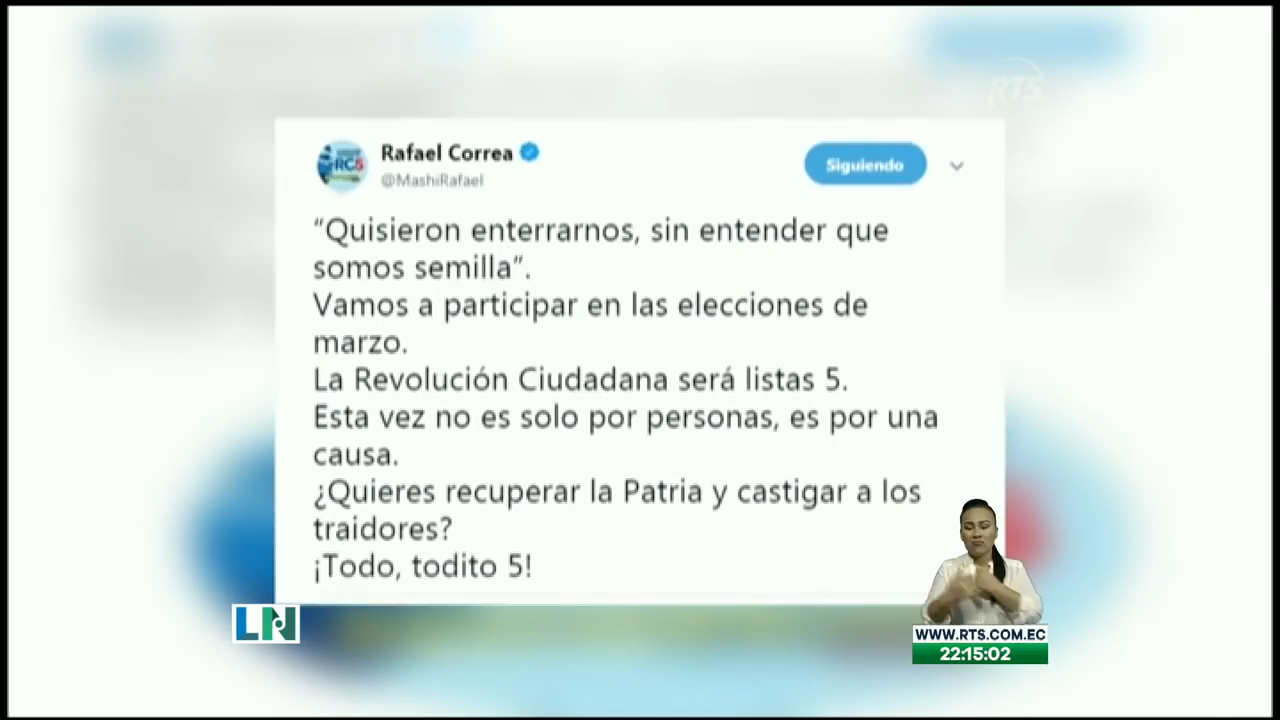 RTS
RC5
Rafael Correa
@MashiRafael
Siguiendo
“Quisieron enterrarnos, sin entender que
somos semilla”.
Vamos a participar en las elecciones de
marzo.
La Revolución Ciudadana será listas 5.
Esta vez no es solo por personas, es por una
causa.
¿Quieres recuperar la Patria y castigar a los
traidores?
¡Todo, todito 5!
LN
WWW.RTS.COM.EC
22:15:02